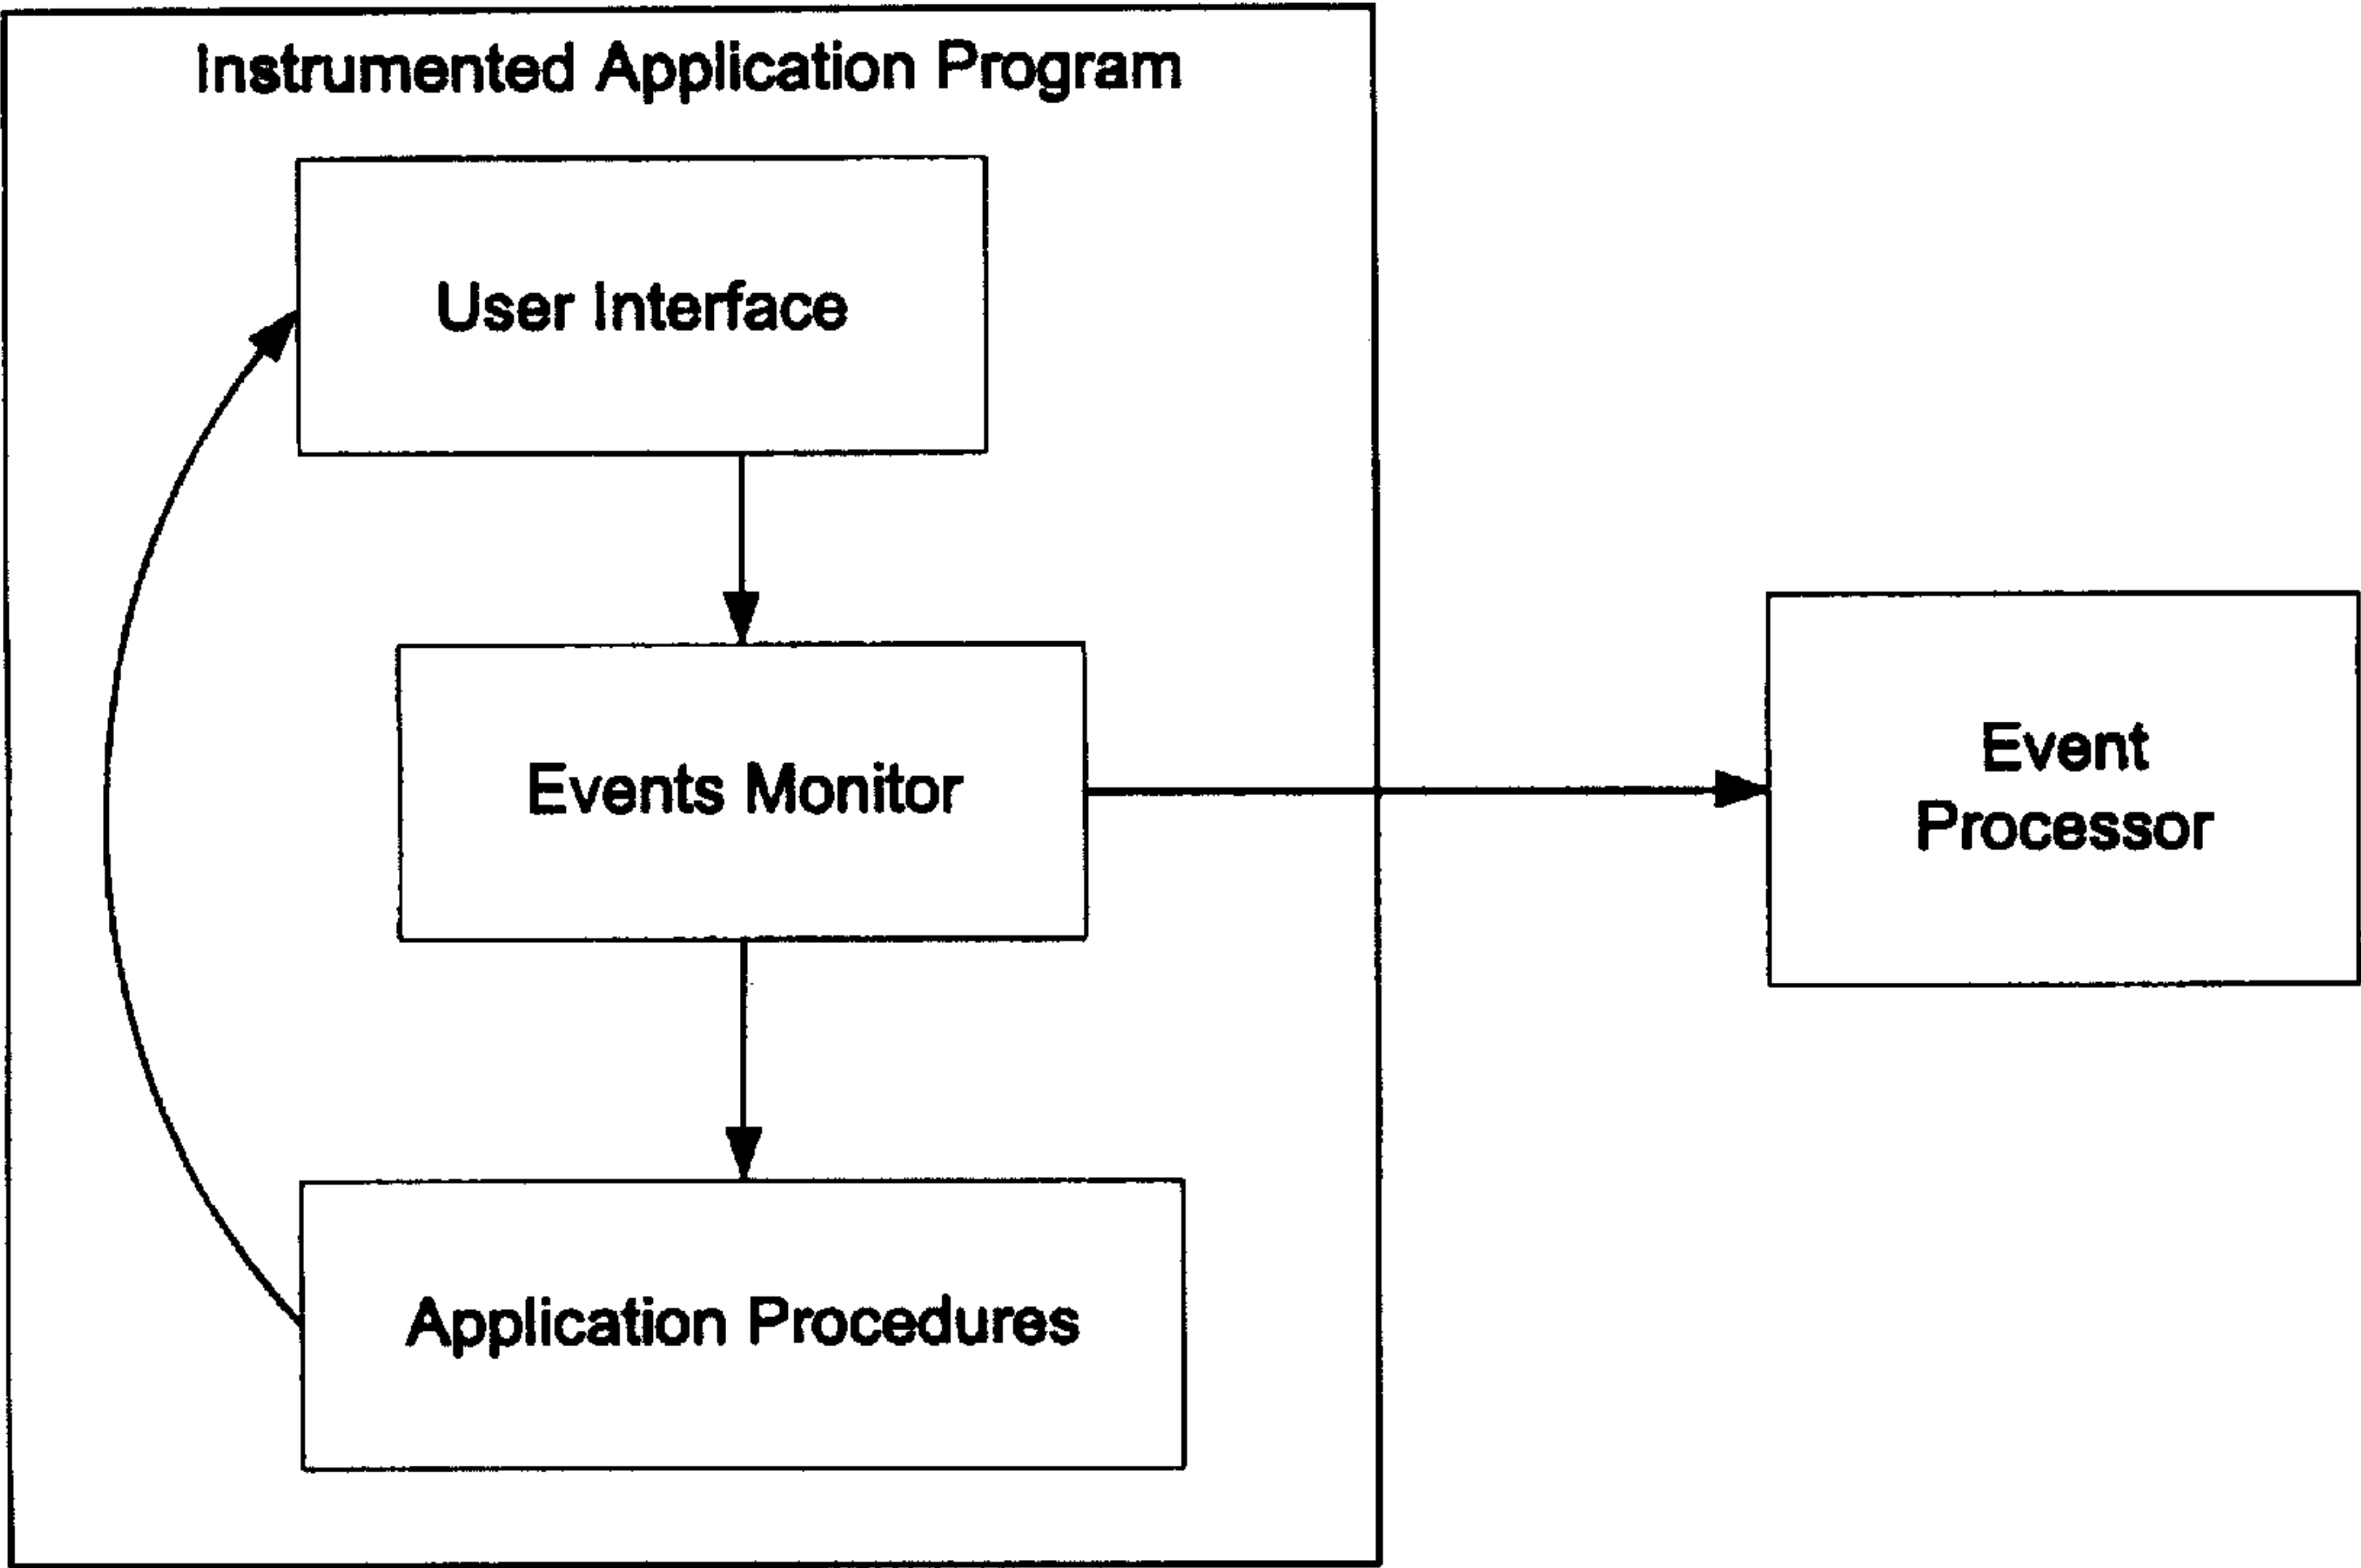 Instrumented Application Program
User Interface
Events Monitor
Event
Processor
Application Procedures